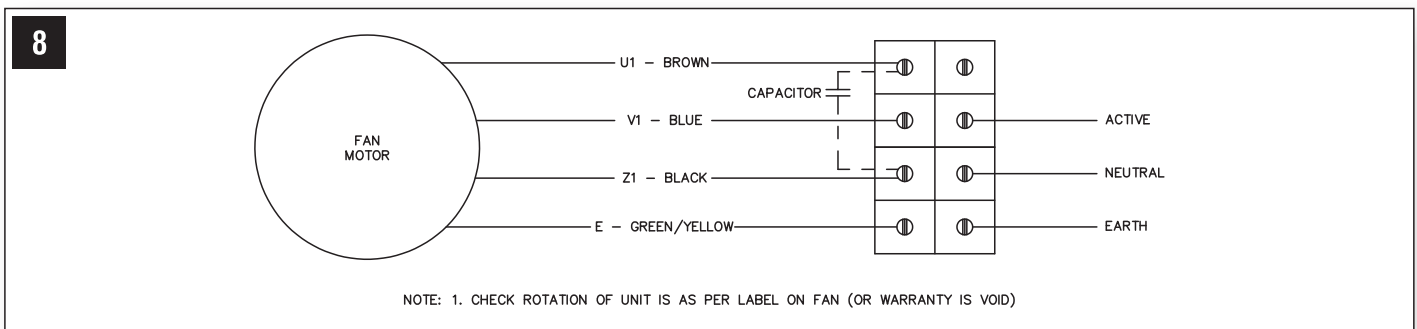 8
U1 - BROWN
CAPACITOR
V1 - BLUE
ACTIVE
FAN
MOTOR
Z1 - BLACK
NEUTRAL
E - GREEN/YELLOW
EARTH
NOTE: 1. CHECK ROTATION OF UNIT IS AS PER LABEL ON FAN (OR WARRANTY IS VOID)